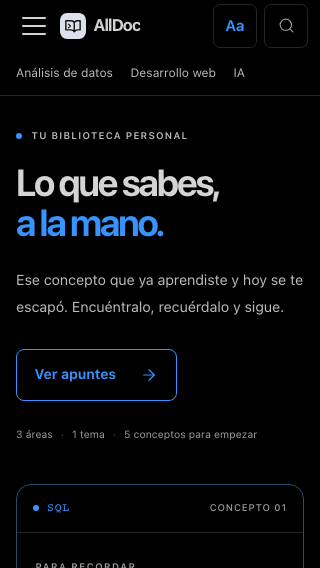 AllDoc
Aa
Análisis de datos Desarrollo web IA
TU BIBLIOTECA PERSONAL
Lo que sabes,
a la mano.
Ese concepto que ya aprendiste y hoy se te
escapó. Encuéntralo, recuérdalo y sigue.
Ver apuntes
3 áreas · 1 tema · 5 conceptos para empezar
SQL CONCEPTO 01
PARA RECORDAR